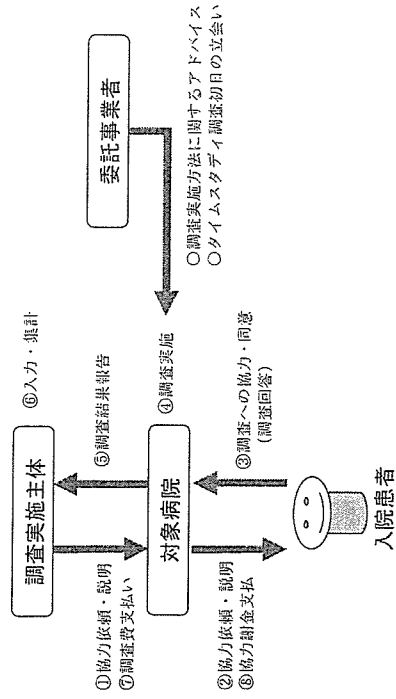 調査実施主体
⑥入力・集計
①協力依頼・説明
⑦調査費支払い
⑤調査結果報告
対象病院
④調査実施
委託事業者
○調査実施方法に関するアドバイス
○タイムスタディ調査初日の立会い
②協力依頼・説明
⑧協力謝金支払
③調査への協力・同意
(調査回答)
入院患者